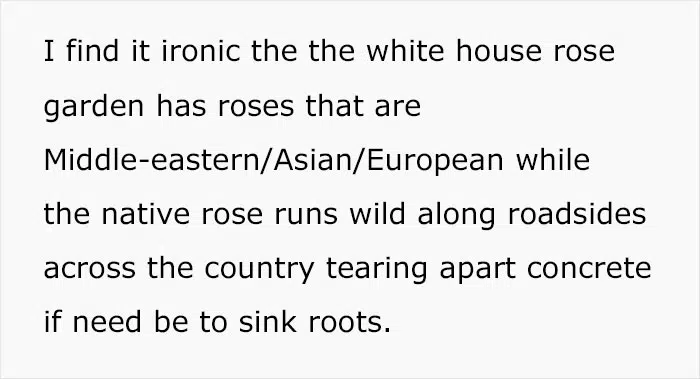 I find it ironic the the white house rose
garden has roses that are
Middle-eastern/Asian/European while
the native rose runs wild along roadsides
across the country tearing apart concrete
if need be to sink roots.